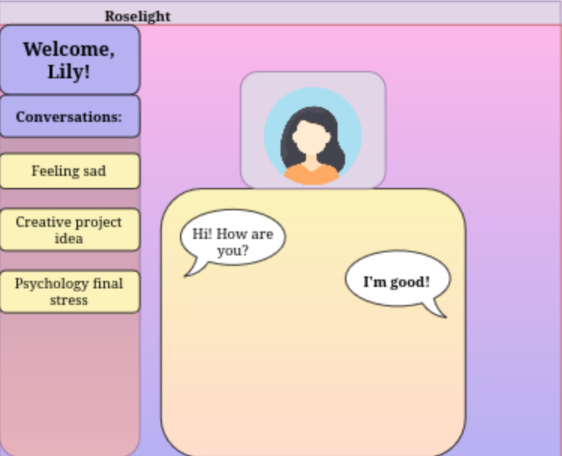 Roselight
Welcome,
Lily!
Conversations:
Feeling sad
Creative project
idea
Psychology final
stress
Hi! How are
you?
I'm good!